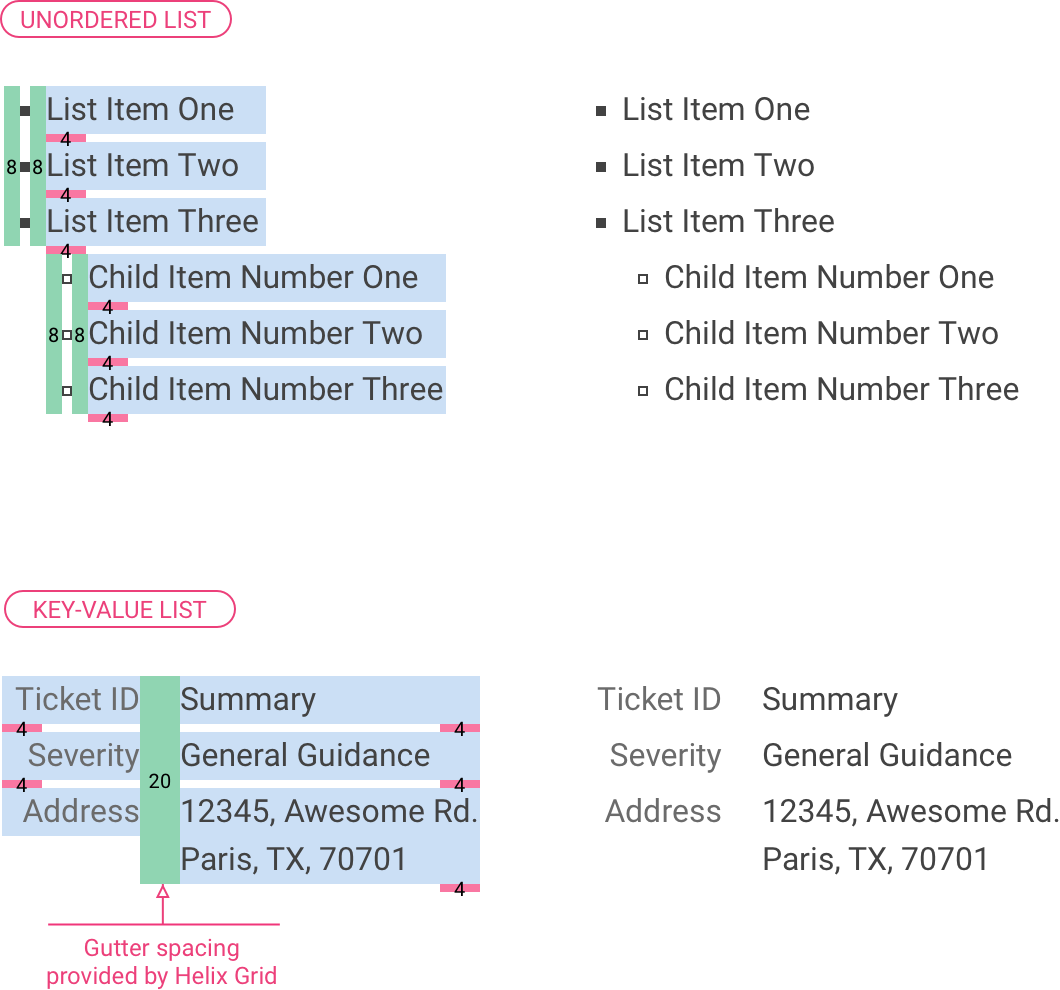 UNORDERED LIST
List Item One
List Item One
4
8 8 List Item Two
List Item Two
4
List Item Three
List Item Three
4
Child Item Number One
Child Item Number One
4
8 8 Child Item Number Two
Child Item Number Two
4
Child Item Number Three
Child Item Number Three
4
KEY-VALUE LIST
Ticket ID Summary
Ticket ID Summary
4 4
Severity General Guidance
Severity General Guidance
20
4 4
Address 12345, Awesome Rd.
Address 12345, Awesome Rd.
Paris, TX, 70701
Paris, TX, 70701
4
Gutter spacing
provided by Helix Grid